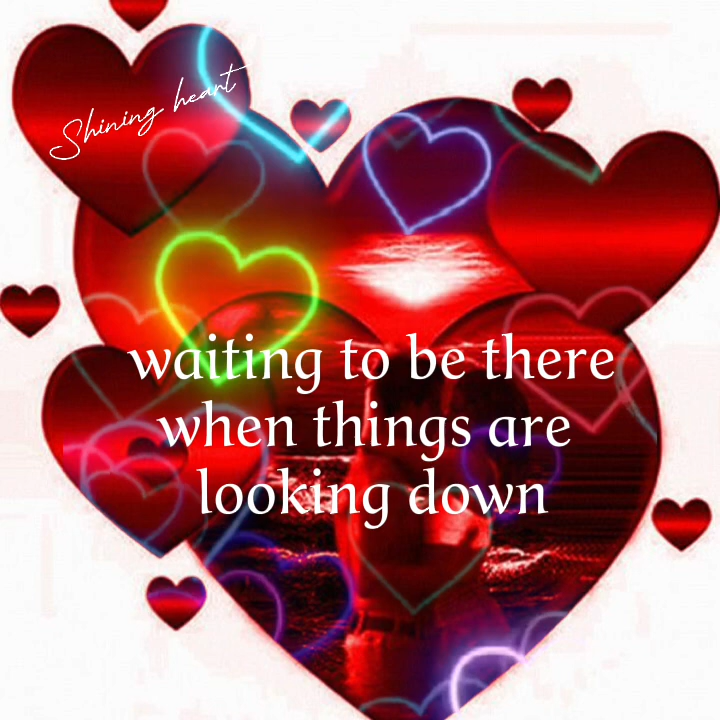 Shining heart
waiting to be there
when things are
looking down